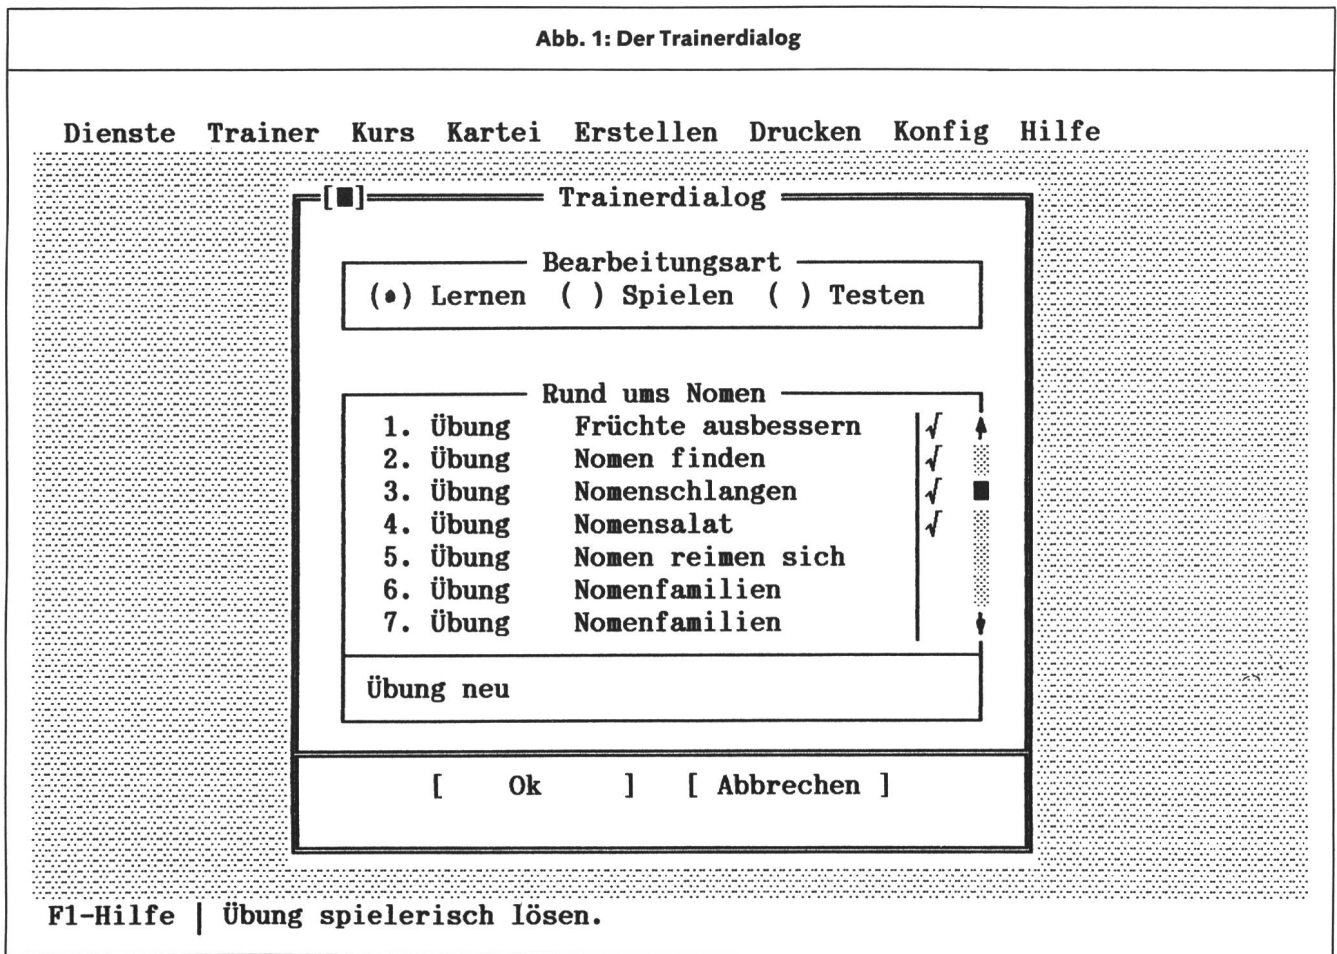 Abb. 1: Der Trainerdialog
Dienste Trainer Kurs Kartei Erstellen Drucken Konfig Hilfe
[■] Trainerdialog
Bearbeitungsart
(•) Lernen ( ) Spielen ( ) Testen
Rund ums Nomen
1. Übung Früchte ausbessern √
2. Übung Nomen finden √
3. Übung Nomenschlangen √
4. Übung Nomensalat √
5. Übung Nomen reimen sich
6. Übung Nomenfamilien
7. Übung Nomenfamilien
Übung neu
[ Ok ] [ Abbrechen ]
F1-Hilfe | Übung spielerisch lösen.